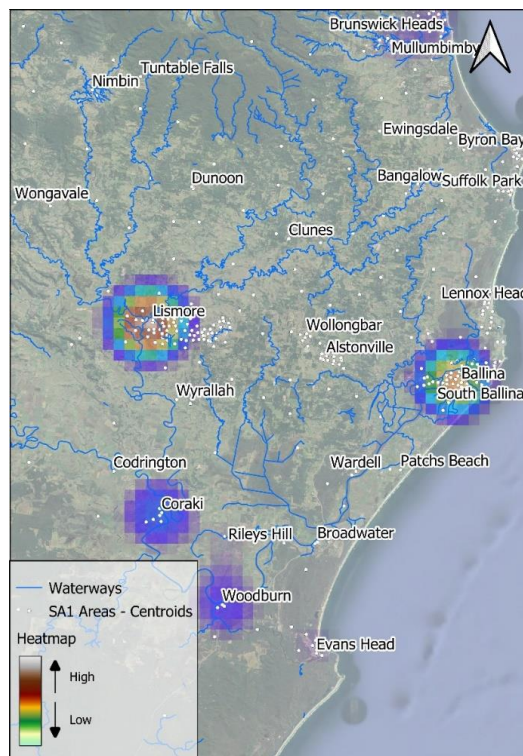 Brunswick Heads
Mullumbimby
Tuntable Falls
Nimbin
Ewingsdale
Byron Bay
Dunoon
Bangalow
Suffolk Park
Wongavale
Clunes
Lennox Head
Lismore
Wollongbar
Alstonville
Ballina
South Ballina
Wyrallah
Codrington
Wardell
Patchs Beach
Coraki
Rileys Hill
Broadwater
Woodburn
Evans Head
Waterways
SA1 Areas - Centroids
Heatmap
High
Low